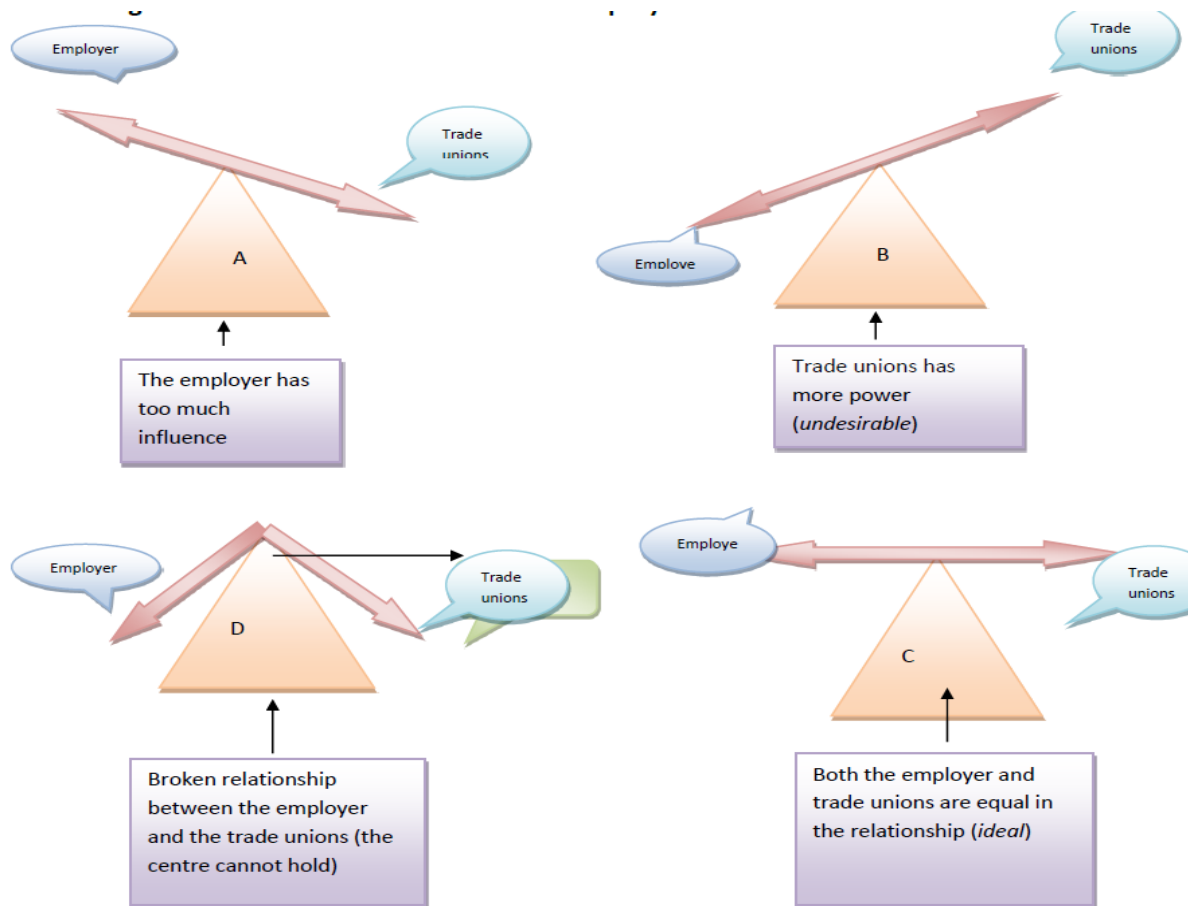 Employer
Trade
unions
A
The employer has
too much
influence
Trade
unions
Employe
B
Trade unions has
more power
(undesirable)
Employer
Trade
unions
D
Broken relationship
between the employer
and the trade unions (the
centre cannot hold)
Employe
Trade
unions
C
Both the employer and
trade unions are equal in
the relationship (ideal)